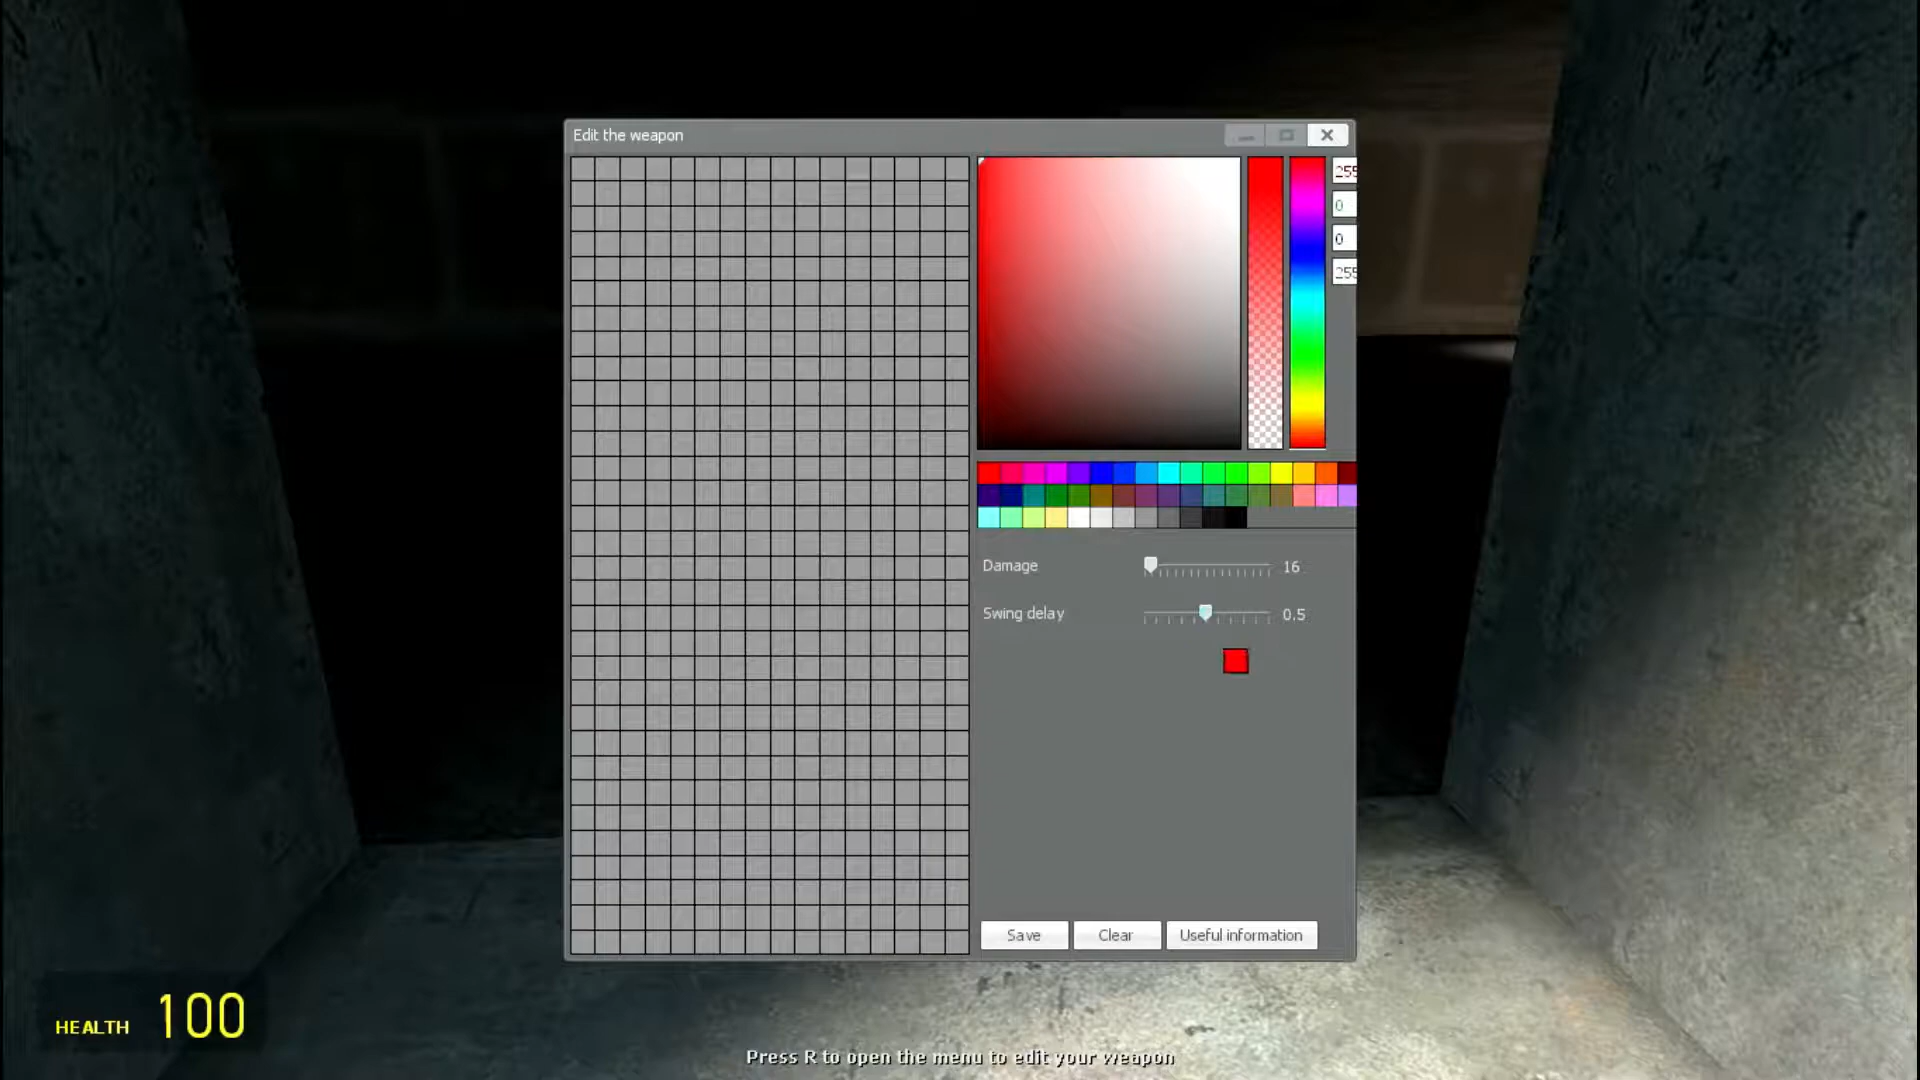 Edit the weapon
255
0
0
255
Damage 16
Swing delay 0.5
Save Clear Useful information
HEALTH 100
Press R to open the menu to edit your weapon